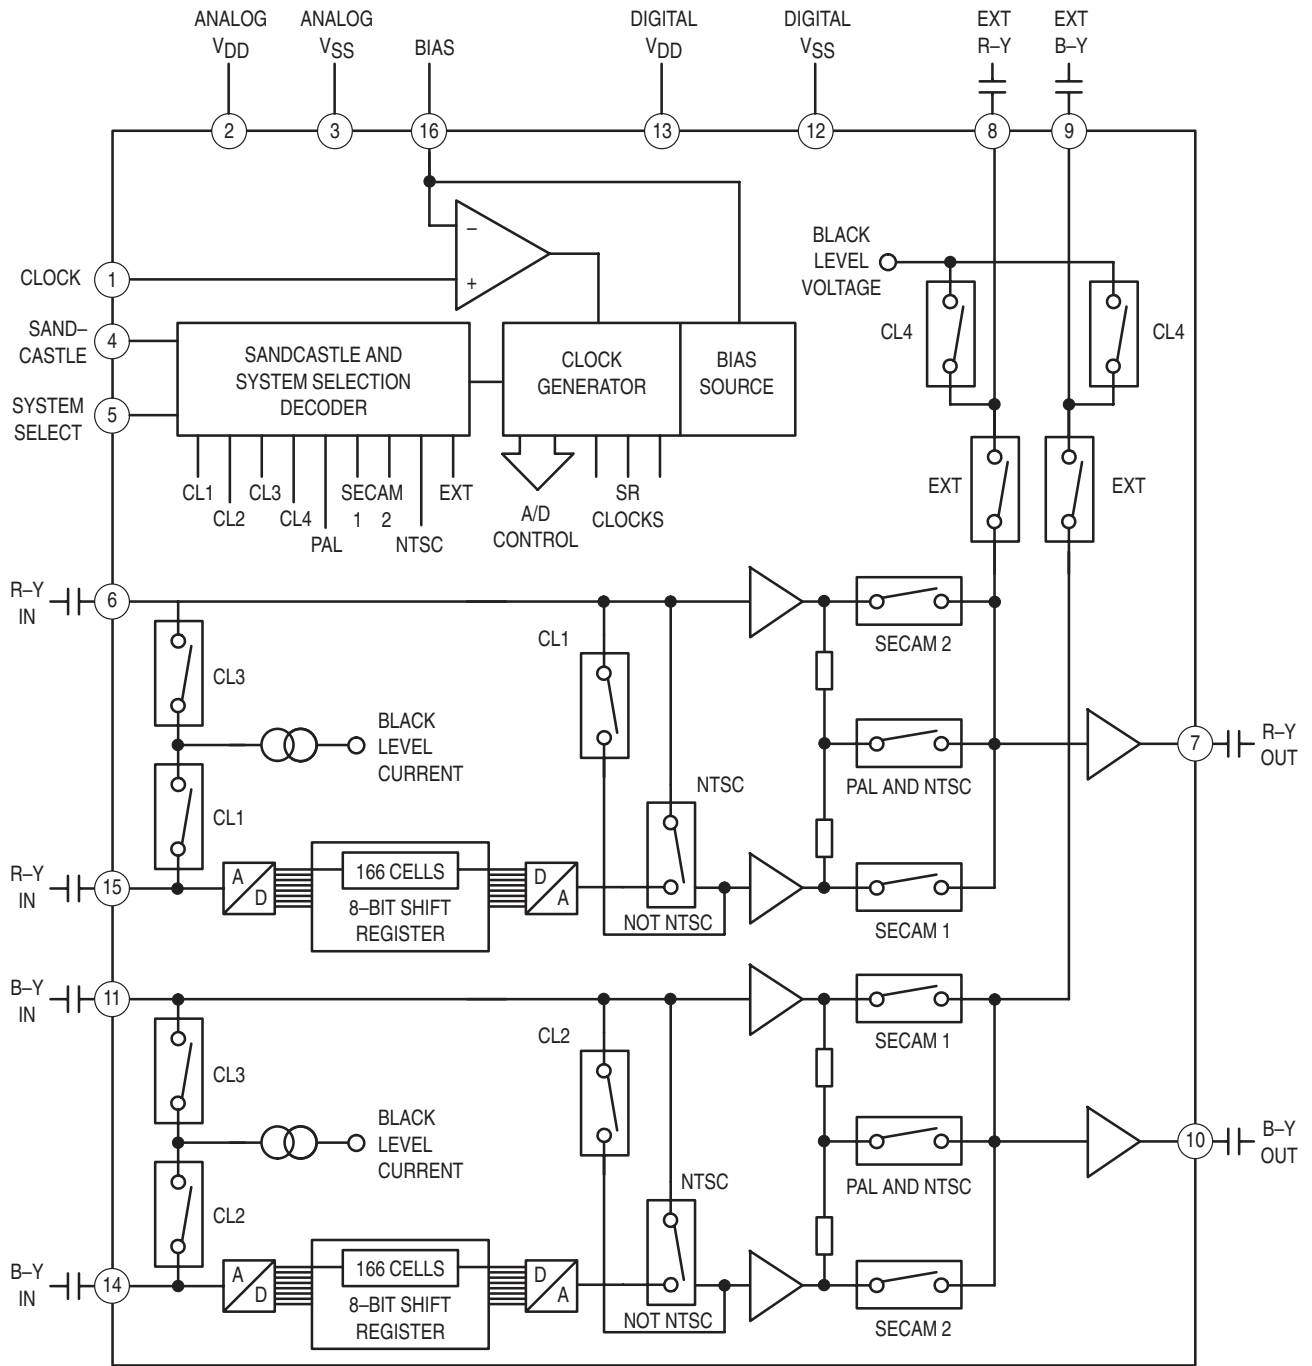 ANALOG
VDD
ANALOG
VSS
BIAS
DIGITAL
VDD
DIGITAL
VSS
EXT
R–Y
EXT
B–Y
2
3
16
13
12
8
9
CLOCK
1
–
+
BLACK
LEVEL
VOLTAGE
CL4
CL4
SAND–
CASTLE
4
SYSTEM
SELECT
5
SANDCASTLE AND
SYSTEM SELECTION
DECODER
CLOCK
GENERATOR
BIAS
SOURCE
CL1
CL2
CL3
CL4
PAL
SECAM
1 2
NTSC
EXT
A/D
CONTROL
SR
CLOCKS
EXT
EXT
R–Y
IN
6
CL3
CL1
SECAM 2
BLACK
LEVEL
CURRENT
CL1
NTSC
PAL AND NTSC
7
R–Y
OUT
R–Y
IN
15
A
D
166 CELLS
8–BIT SHIFT
REGISTER
D
A
NOT NTSC
SECAM 1
B–Y
IN
11
CL3
CL2
SECAM 1
BLACK
LEVEL
CURRENT
CL2
NTSC
PAL AND NTSC
10
B–Y
OUT
B–Y
IN
14
A
D
166 CELLS
8–BIT SHIFT
REGISTER
D
A
NOT NTSC
SECAM 2